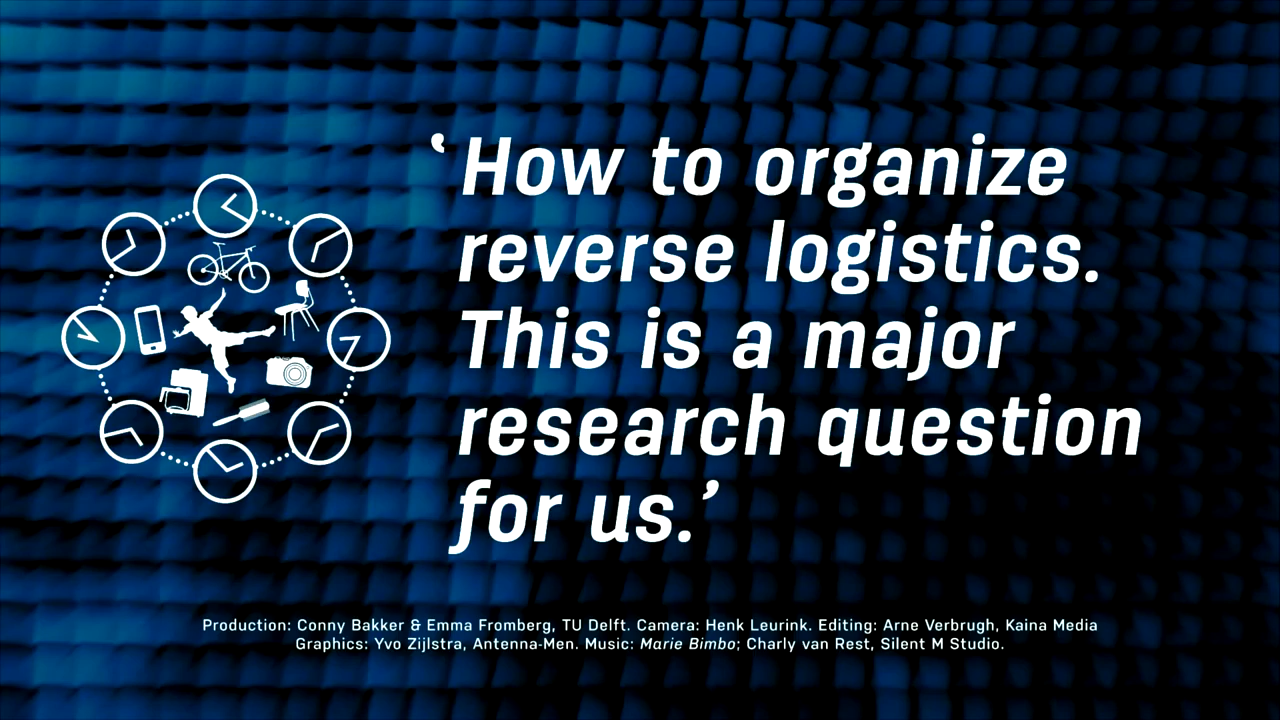 ‘How to organize
reverse logistics.
This is a major
research question
for us.’
Production: Conny Bakker & Emma Fromberg, TU Delft. Camera: Henk Leurink. Editing: Arne Verbrugh, Kaina Media
Graphics: Yvo Zijlstra, Antenna-Men. Music: Marie Bimbo; Charly van Rest, Silent M Studio.